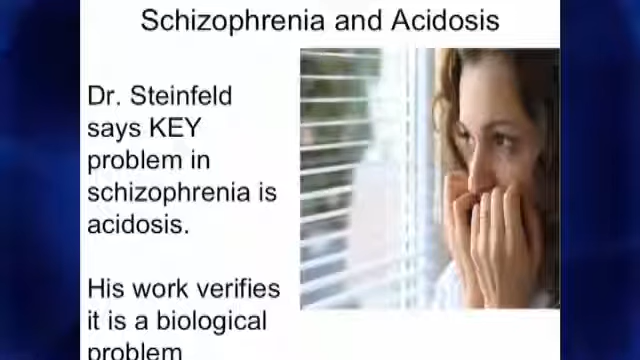 Schizophrenia and Acidosis
Dr. Steinfeld
says KEY
problem in
schizophrenia is
acidosis.
His work verifies
it is a biological
problem